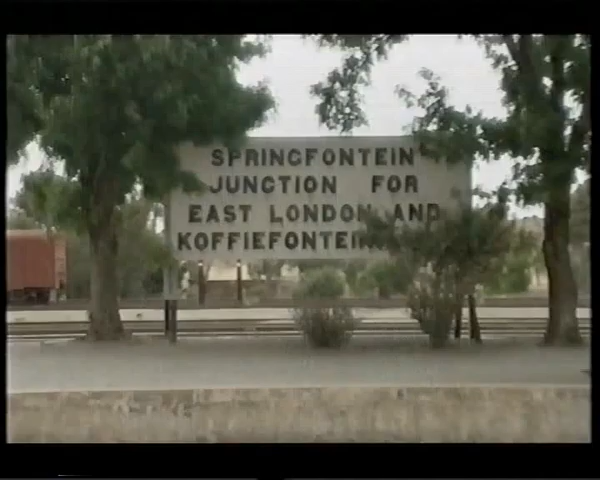 SPRINGFONTEIN
JUNCTION FOR
EAST LONDON AND
KOFFIEFONTEIN